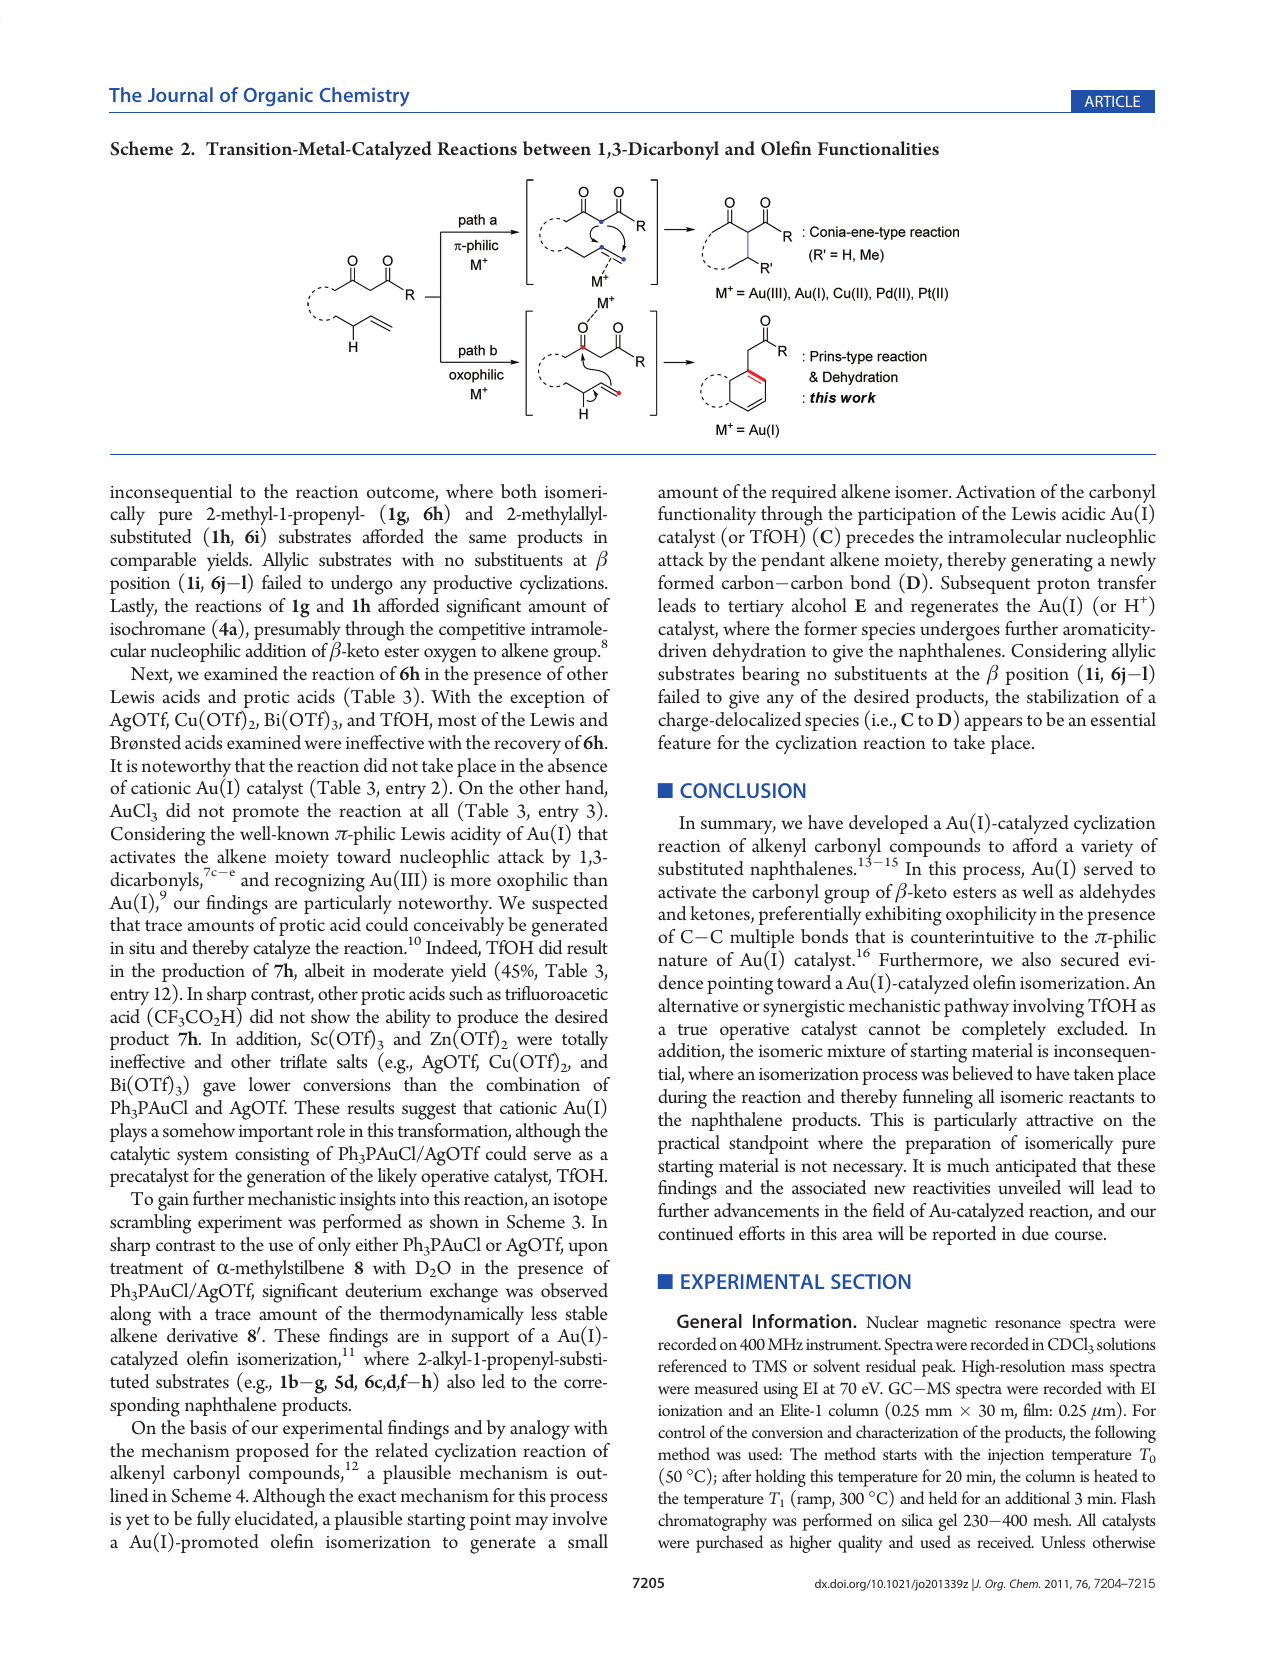 The Journal of Organic Chemistry
ARTICLE
Scheme 2. Transition-Metal-Catalyzed Reactions between 1,3-Dicarbonyl and Olefin Functionalities
O O
R
H
path a
π-philic
M⁺
O O
R
M⁺
O O
R
R'
: Conia-ene-type reaction
(R' = H, Me)
M⁺ = Au(III), Au(I), Cu(II), Pd(II), Pt(II)
path b
oxophilic
M⁺
M⁺
O O
R
H
O
R
: Prins-type reaction
& Dehydration
: this work
M⁺ = Au(I)
inconsequential to the reaction outcome, where both isomeri-
cally pure 2-methyl-1-propenyl- (1g, 6h) and 2-methylallyl-
substituted (1h, 6i) substrates afforded the same products in
comparable yields. Allylic substrates with no substituents at β
position (1i, 6j−l) failed to undergo any productive cyclizations.
Lastly, the reactions of 1g and 1h afforded significant amount of
isochromane (4a), presumably through the competitive intramole-
cular nucleophilic addition of β-keto ester oxygen to alkene group.⁸
Next, we examined the reaction of 6h in the presence of other
Lewis acids and protic acids (Table 3). With the exception of
AgOTf, Cu(OTf)₂, Bi(OTf)₃, and TfOH, most of the Lewis and
Brønsted acids examined were ineffective with the recovery of 6h.
It is noteworthy that the reaction did not take place in the absence
of cationic Au(I) catalyst (Table 3, entry 2). On the other hand,
AuCl₃ did not promote the reaction at all (Table 3, entry 3).
Considering the well-known π-philic Lewis acidity of Au(I) that
activates the alkene moiety toward nucleophlic attack by 1,3-
dicarbonyls,⁷ᶜ⁻ᵉ and recognizing Au(III) is more oxophilic than
Au(I),⁹ our findings are particularly noteworthy. We suspected
that trace amounts of protic acid could conceivably be generated
in situ and thereby catalyze the reaction.¹⁰ Indeed, TfOH did result
in the production of 7h, albeit in moderate yield (45%, Table 3,
entry 12). In sharp contrast, other protic acids such as trifluoroacetic
acid (CF₃CO₂H) did not show the ability to produce the desired
product 7h. In addition, Sc(OTf)₃ and Zn(OTf)₂ were totally
ineffective and other triflate salts (e.g., AgOTf, Cu(OTf)₂, and
Bi(OTf)₃) gave lower conversions than the combination of
Ph₃PAuCl and AgOTf. These results suggest that cationic Au(I)
plays a somehow important role in this transformation, although the
catalytic system consisting of Ph₃PAuCl/AgOTf could serve as a
precatalyst for the generation of the likely operative catalyst, TfOH.
To gain further mechanistic insights into this reaction, an isotope
scrambling experiment was performed as shown in Scheme 3. In
sharp contrast to the use of only either Ph₃PAuCl or AgOTf, upon
treatment of α-methylstilbene 8 with D₂O in the presence of
Ph₃PAuCl/AgOTf, significant deuterium exchange was observed
along with a trace amount of the thermodynamically less stable
alkene derivative 8′. These findings are in support of a Au(I)-
catalyzed olefin isomerization,¹¹ where 2-alkyl-1-propenyl-substi-
tuted substrates (e.g., 1b−g, 5d, 6c,d,f−h) also led to the corre-
sponding naphthalene products.
On the basis of our experimental findings and by analogy with
the mechanism proposed for the related cyclization reaction of
alkenyl carbonyl compounds,¹² a plausible mechanism is out-
lined in Scheme 4. Although the exact mechanism for this process
is yet to be fully elucidated, a plausible starting point may involve
a Au(I)-promoted olefin isomerization to generate a small
amount of the required alkene isomer. Activation of the carbonyl
functionality through the participation of the Lewis acidic Au(I)
catalyst (or TfOH) (C) precedes the intramolecular nucleophlic
attack by the pendant alkene moiety, thereby generating a newly
formed carbon−carbon bond (D). Subsequent proton transfer
leads to tertiary alcohol E and regenerates the Au(I) (or H⁺)
catalyst, where the former species undergoes further aromaticity-
driven dehydration to give the naphthalenes. Considering allylic
substrates bearing no substituents at the β position (1i, 6j−l)
failed to give any of the desired products, the stabilization of a
charge-delocalized species (i.e., C to D) appears to be an essential
feature for the cyclization reaction to take place.
■ CONCLUSION
In summary, we have developed a Au(I)-catalyzed cyclization
reaction of alkenyl carbonyl compounds to afford a variety of
substituted naphthalenes.¹³⁻¹⁵ In this process, Au(I) served to
activate the carbonyl group of β-keto esters as well as aldehydes
and ketones, preferentially exhibiting oxophilicity in the presence
of C−C multiple bonds that is counterintuitive to the π-philic
nature of Au(I) catalyst.¹⁶ Furthermore, we also secured evi-
dence pointing toward a Au(I)-catalyzed olefin isomerization. An
alternative or synergistic mechanistic pathway involving TfOH as
a true operative catalyst cannot be completely excluded. In
addition, the isomeric mixture of starting material is inconsequen-
tial, where an isomerization process was believed to have taken place
during the reaction and thereby funneling all isomeric reactants to
the naphthalene products. This is particularly attractive on the
practical standpoint where the preparation of isomerically pure
starting material is not necessary. It is much anticipated that these
findings and the associated new reactivities unveiled will lead to
further advancements in the field of Au-catalyzed reaction, and our
continued efforts in this area will be reported in due course.
■ EXPERIMENTAL SECTION
General Information. Nuclear magnetic resonance spectra were
recorded on 400 MHz instrument. Spectra were recorded in CDCl₃ solutions
referenced to TMS or solvent residual peak. High-resolution mass spectra
were measured using EI at 70 eV. GC−MS spectra were recorded with EI
ionization and an Elite-1 column (0.25 mm × 30 m, film: 0.25 μm). For
control of the conversion and characterization of the products, the following
method was used: The method starts with the injection temperature T₀
(50 °C); after holding this temperature for 20 min, the column is heated to
the temperature T₁ (ramp, 300 °C) and held for an additional 3 min. Flash
chromatography was performed on silica gel 230−400 mesh. All catalysts
were purchased as higher quality and used as received. Unless otherwise
7205
dx.doi.org/10.1021/jo201339z |J. Org. Chem. 2011, 76, 7204–7215